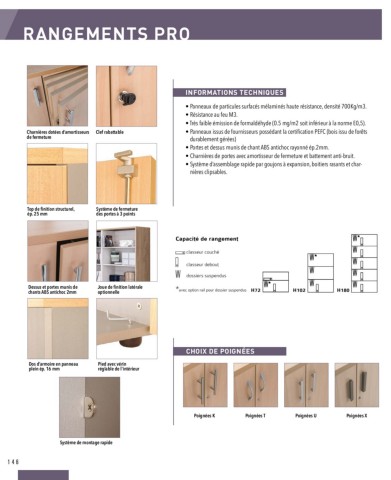 RANGEMENTS PRO
Charnières dotées d'amortisseurs
de fermeture
Clef rabattable
Top de finition structurel,
ép. 25 mm
Système de fermeture
des portes à 3 points
Dessus et portes munis de
chants ABS antichoc 2mm
Joue de finition latérale
optionnelle
Dos d'armoire en panneau
plein ép. 16 mm
Pied avec vérin
réglable de l'intérieur
Système de montage rapide
INFORMATIONS TECHNIQUES
• Panneaux de particules surfacés mélaminés haute résistance, densité 700Kg/m3.
• Résistance au feu M3.
• Très faible émission de formaldéhyde (0.5 mg/m2 soit inférieur à la norme E0,5).
• Panneaux issus de fournisseurs possédant la certification PEFC (bois issu de forêts
durablement gérées)
• Portes et dessus munis de chant ABS antichoc rayonné ép.2mm.
• Charnières de portes avec amortisseur de fermeture et battement anti-bruit.
• Système d'assemblage rapide par goujons à expansion, boitiers rasants et char-
nières clipsables.
Capacité de rangement
classeur couché
classeur debout
dossiers suspendus
*avec option rail pour dossier suspendus
H72
H102
H180
CHOIX DE POIGNÉES
Poignées R
Poignées T
Poignées U
Poignées X
148